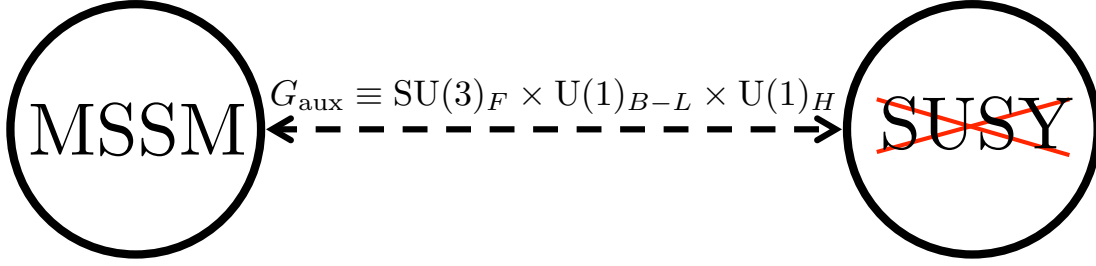 MSSM
G_aux ≡ SU(3)_F × U(1)_{B−L} × U(1)_H
SUSY